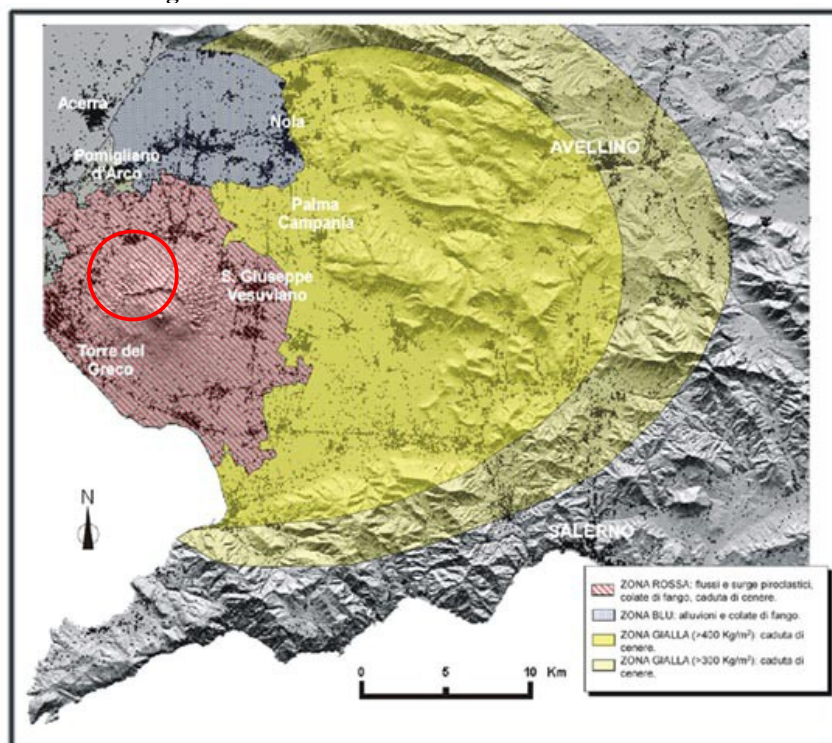 Acerra
Nola
Pomigliano
d'Arco
AVELLINO
Palma
Campania
S. Giuseppe
Vesuviano
Torre del
Greco
N
SALERNO
ZONA ROSSA: flussi e surge piroclastici,
colate di fango, caduta di cenere.
ZONA BLU: alluvioni e colate di fango.
ZONA GIALLA (>400 Kg/m²): caduta di
cenere.
ZONA GIALLA (>300 Kg/m²): caduta di
cenere.
0 5 10 Km